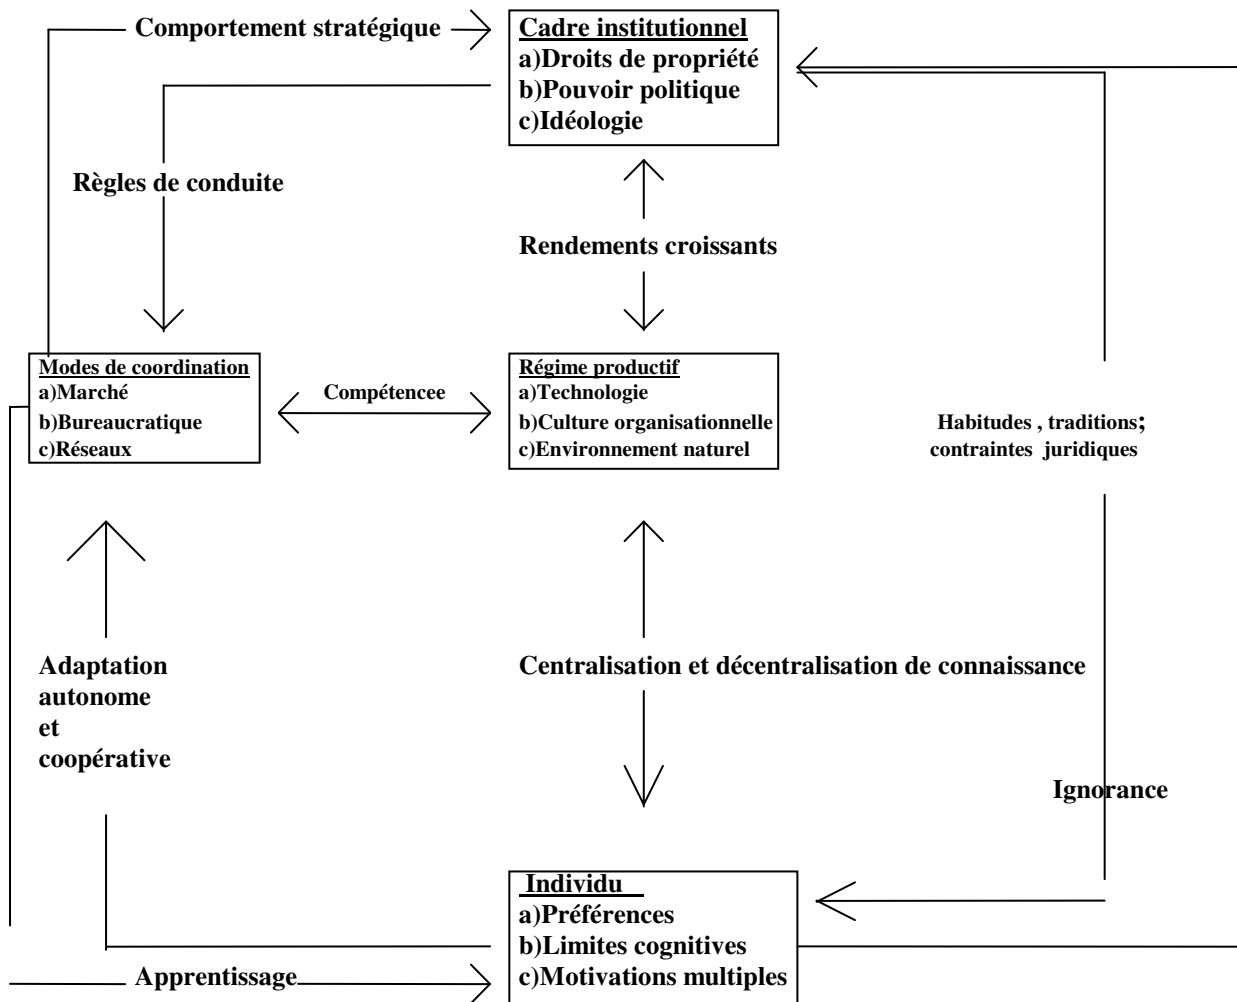 Comportement stratégique
Cadre institutionnel
a)Droits de propriété
b)Pouvoir politique
c)Idéologie
Règles de conduite
Rendements croissants
Modes de coordination
a)Marché
b)Bureaucratique
c)Réseaux
Compétencee
Régime productif
a)Technologie
b)Culture organisationnelle
c)Environnement naturel
Habitudes , traditions;
contraintes juridiques
Adaptation
autonome
et
coopérative
Centralisation et décentralisation de connaissance
Ignorance
Individu
a)Préférences
b)Limites cognitives
c)Motivations multiples
Apprentissage